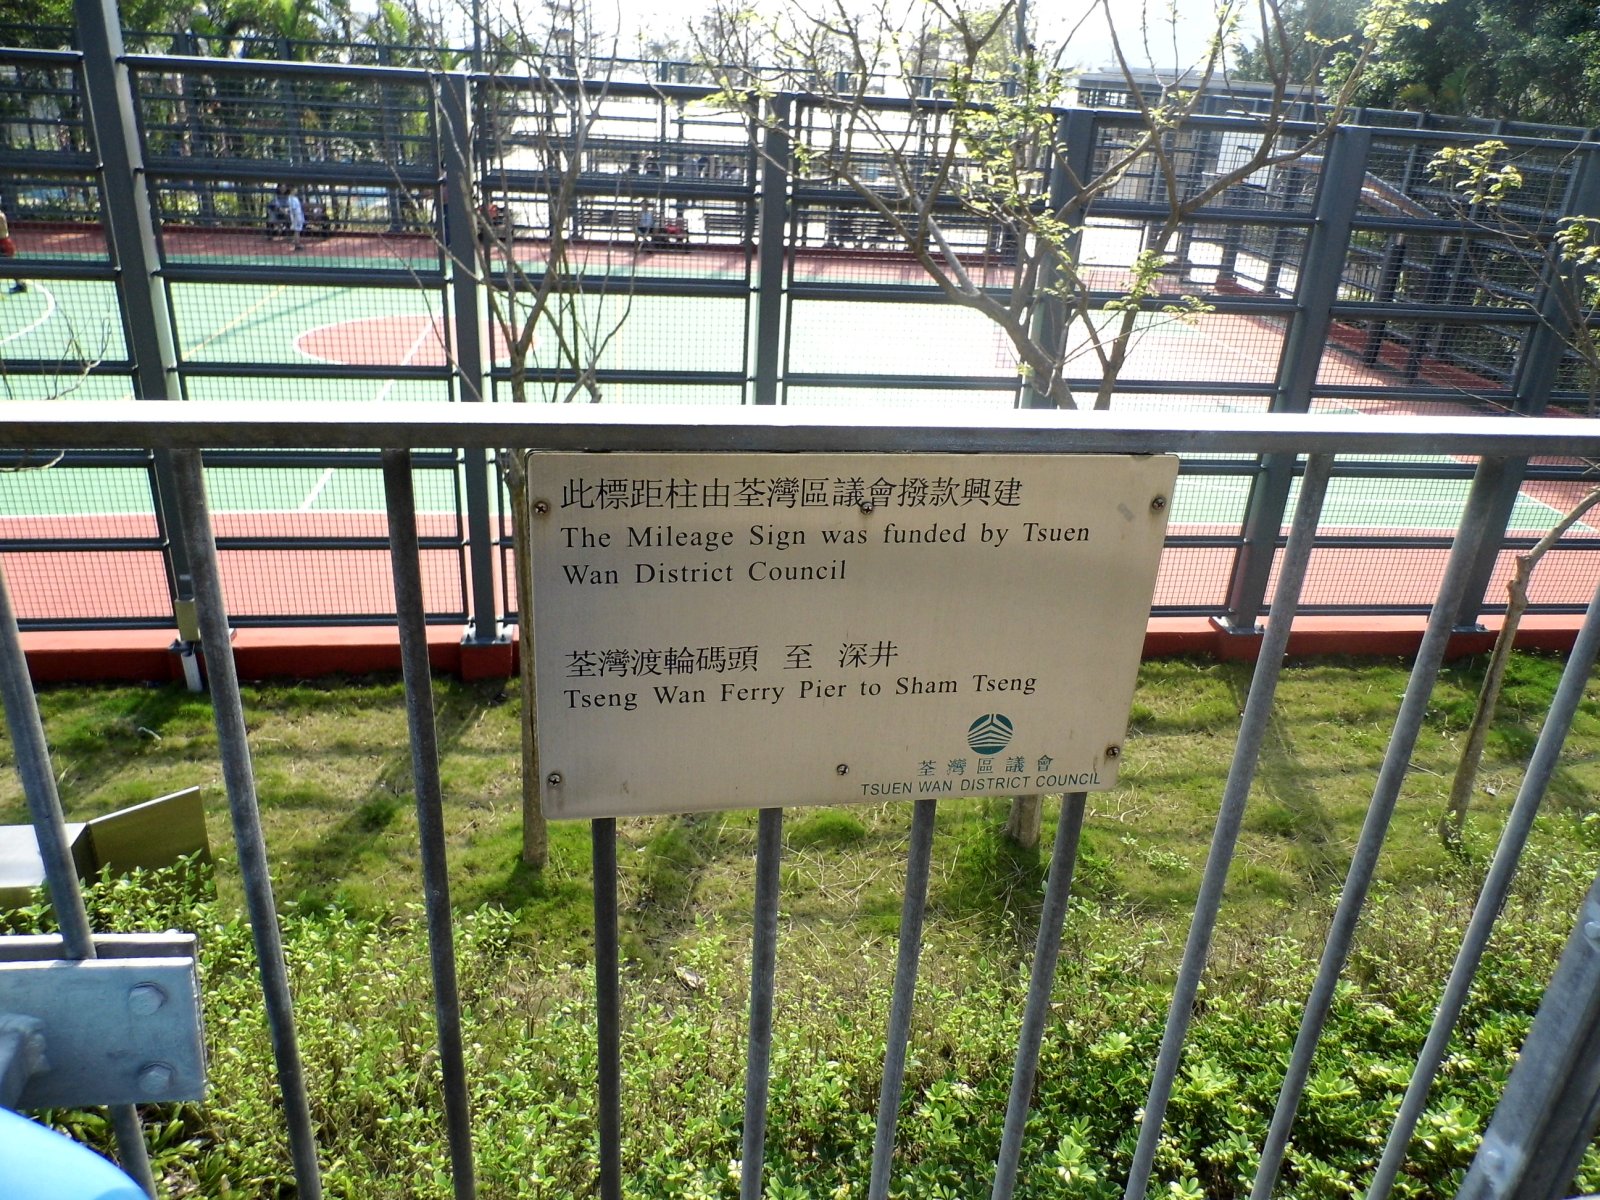 此標距柱由荃灣區議會撥款興建
The Mileage Sign was funded by Tsuen
Wan District Council
荃灣渡輪碼頭 至 深井
Tseng Wan Ferry Pier to Sham Tseng
荃灣區議會
TSUEN WAN DISTRICT COUNCIL